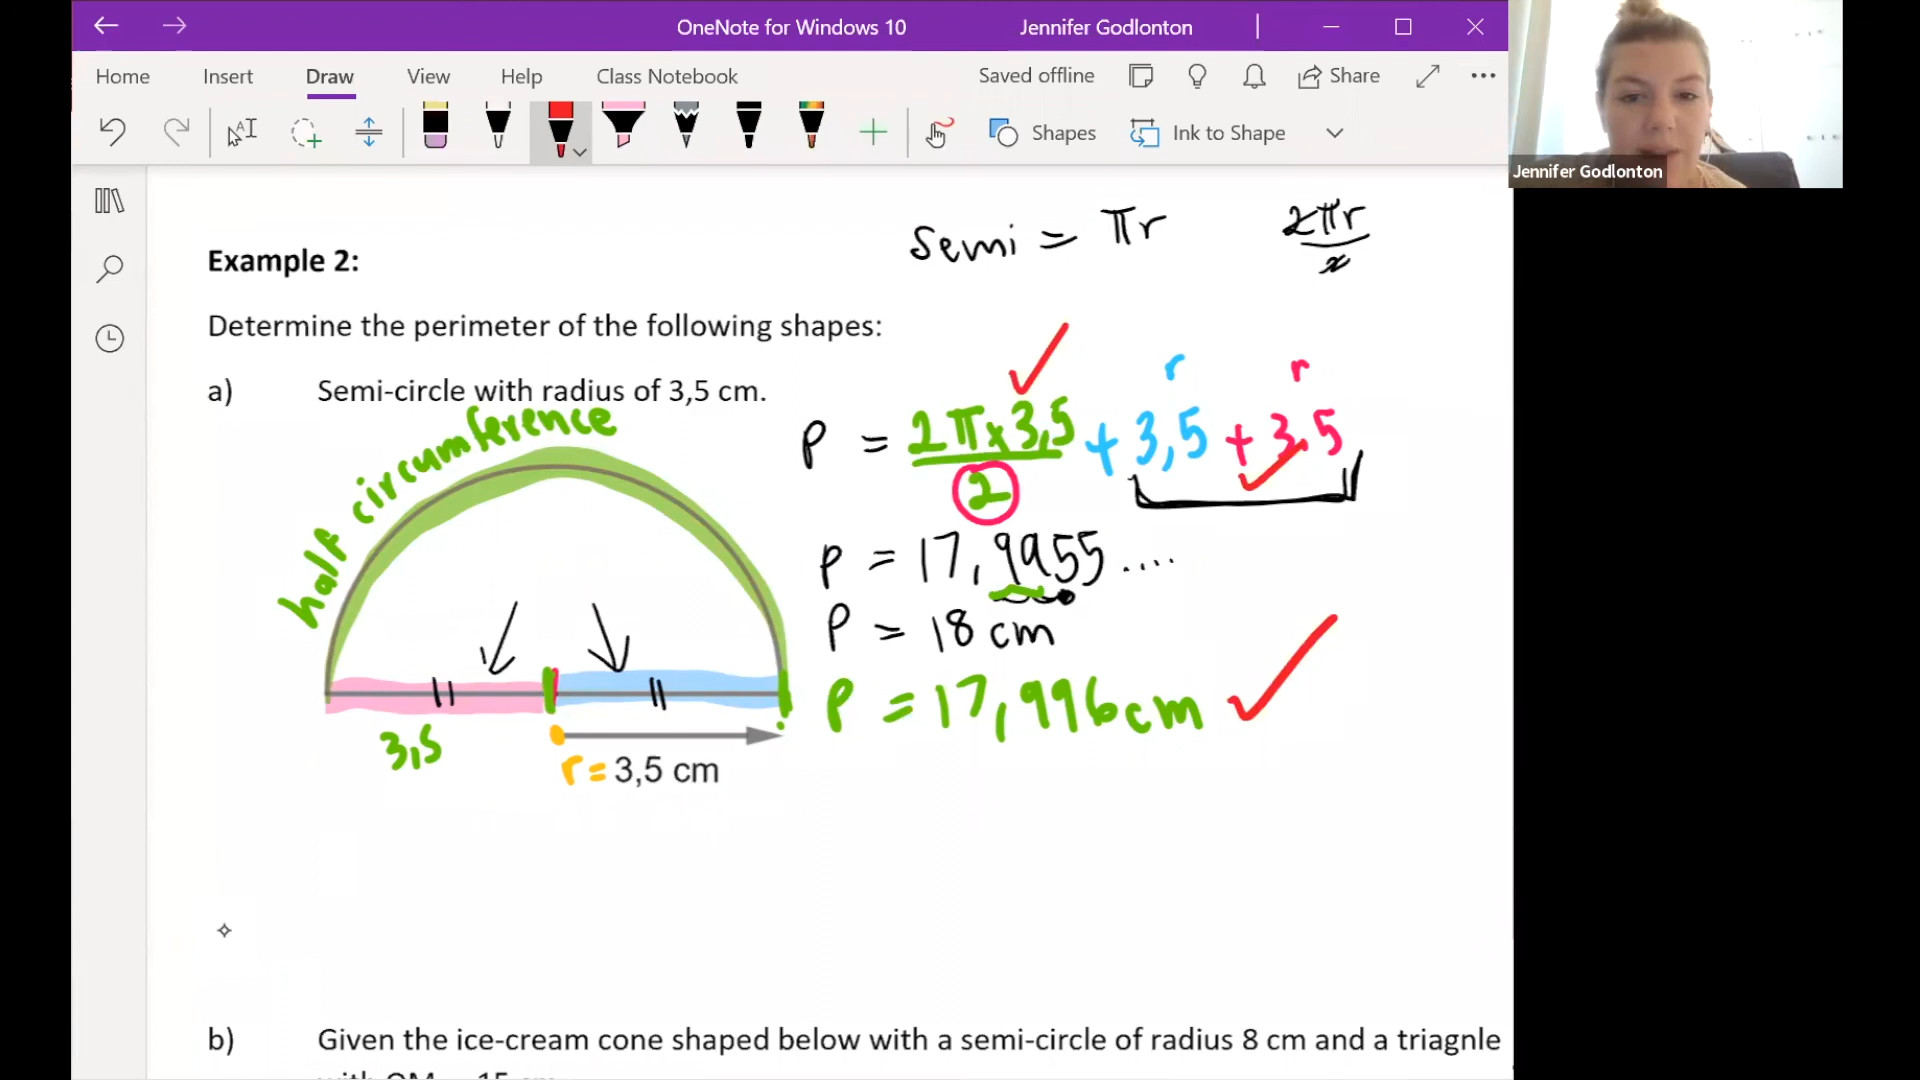 OneNote for Windows 10
Jennifer Godlonton
Home Insert Draw View Help Class Notebook
Saved offline
Share
Shapes
Ink to Shape
Jennifer Godlonton
semi = πr
2πr
2
Example 2:
Determine the perimeter of the following shapes:
a) Semi-circle with radius of 3,5 cm.
half circumference
r r
P = 2π×3,5 + 3,5 + 3,5
2
P = 17,9955....
P = 18 cm
P = 17,996cm
3,5
r = 3,5 cm
b) Given the ice-cream cone shaped below with a semi-circle of radius 8 cm and a triagnle